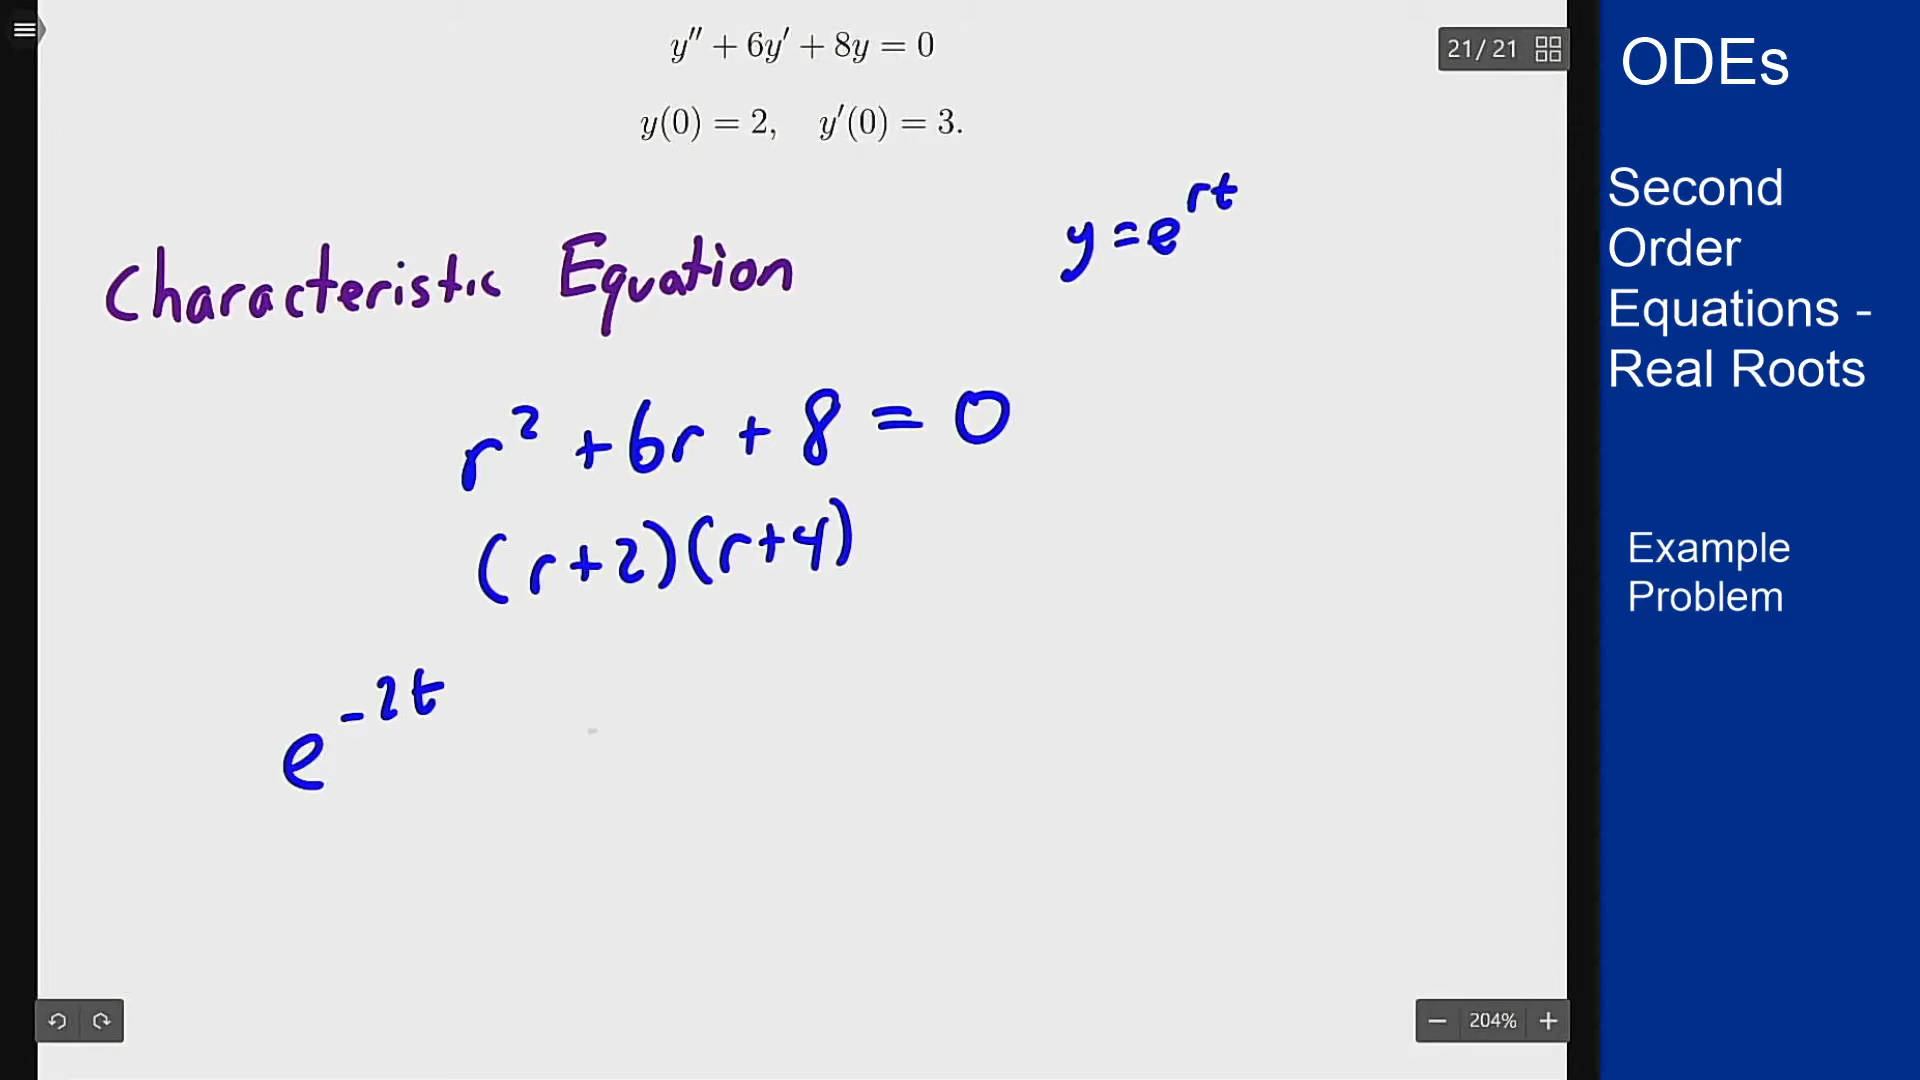 y'' + 6y' + 8y = 0
y(0) = 2, y'(0) = 3.
y = e^{rt}
Characteristic Equation
r² + 6r + 8 = 0
(r+2)(r+4)
e^{-2t}
21/ 21
204%
ODEs
Second
Order
Equations -
Real Roots
Example
Problem